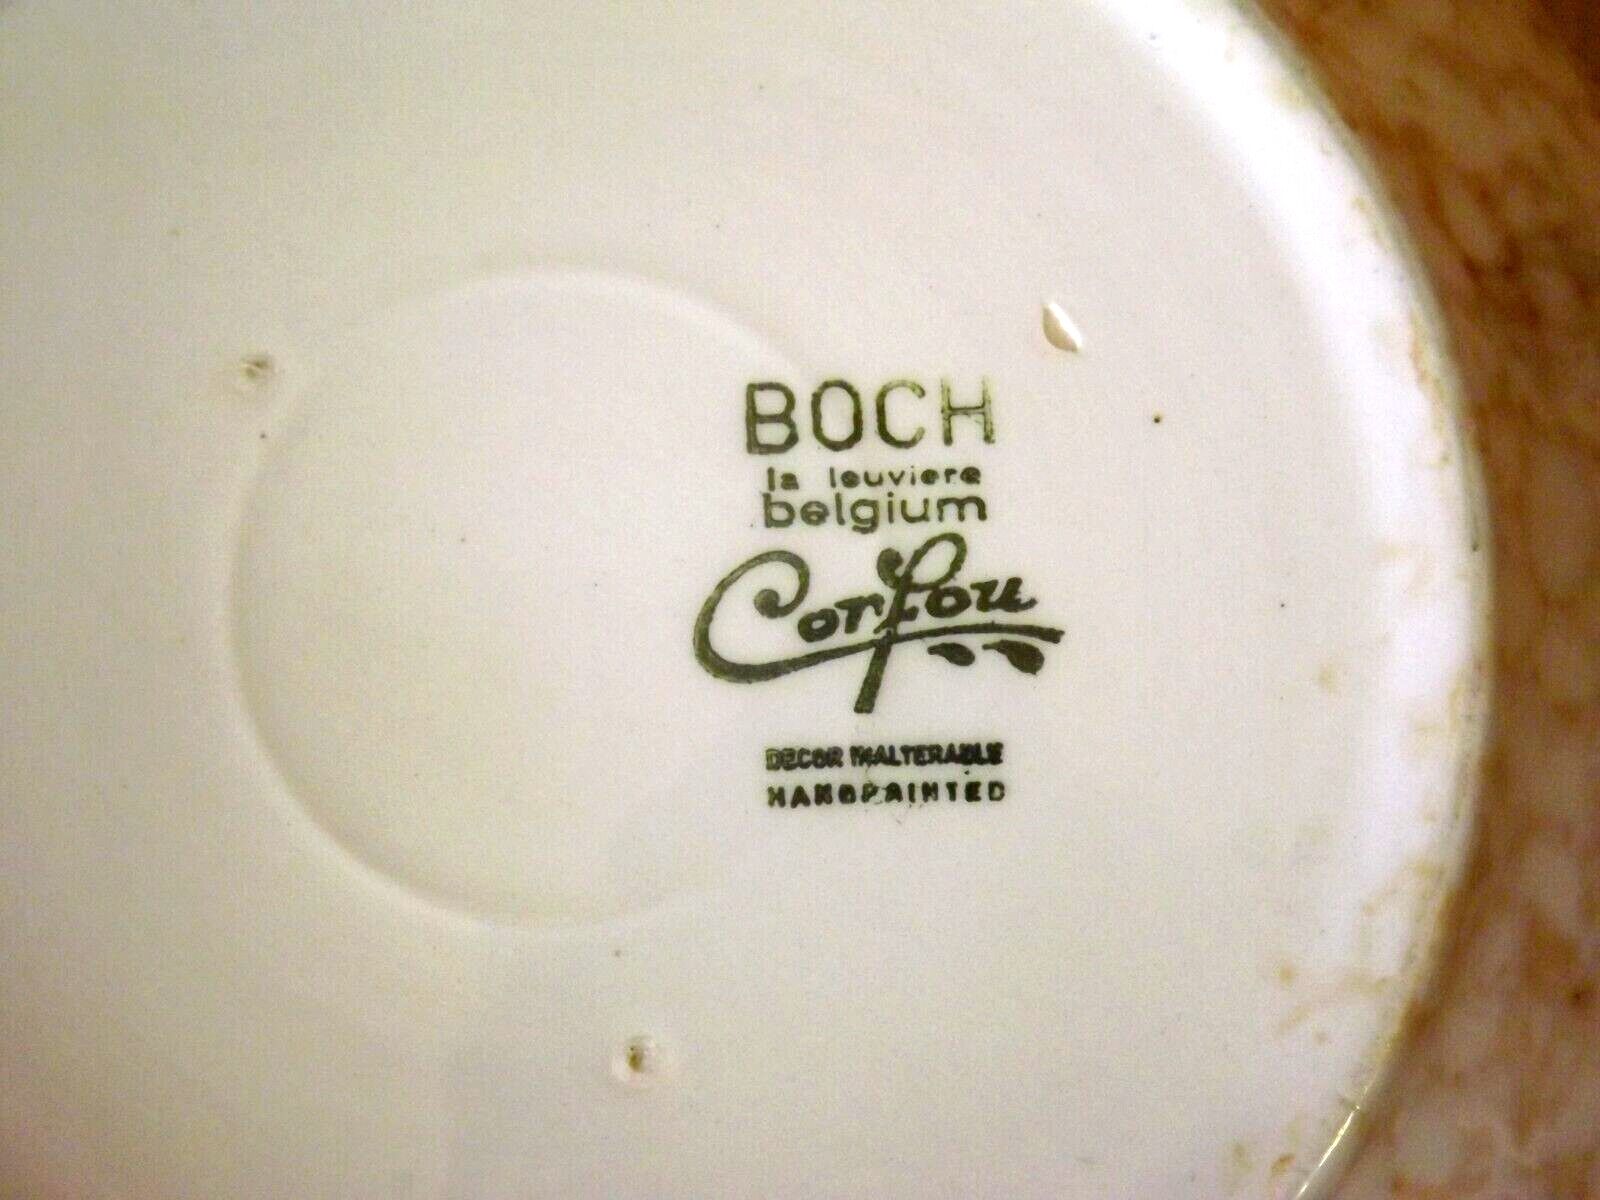 BOCH
la louviere
belgium
Corfou
DECOR INALTERABLE
HANDPAINTED